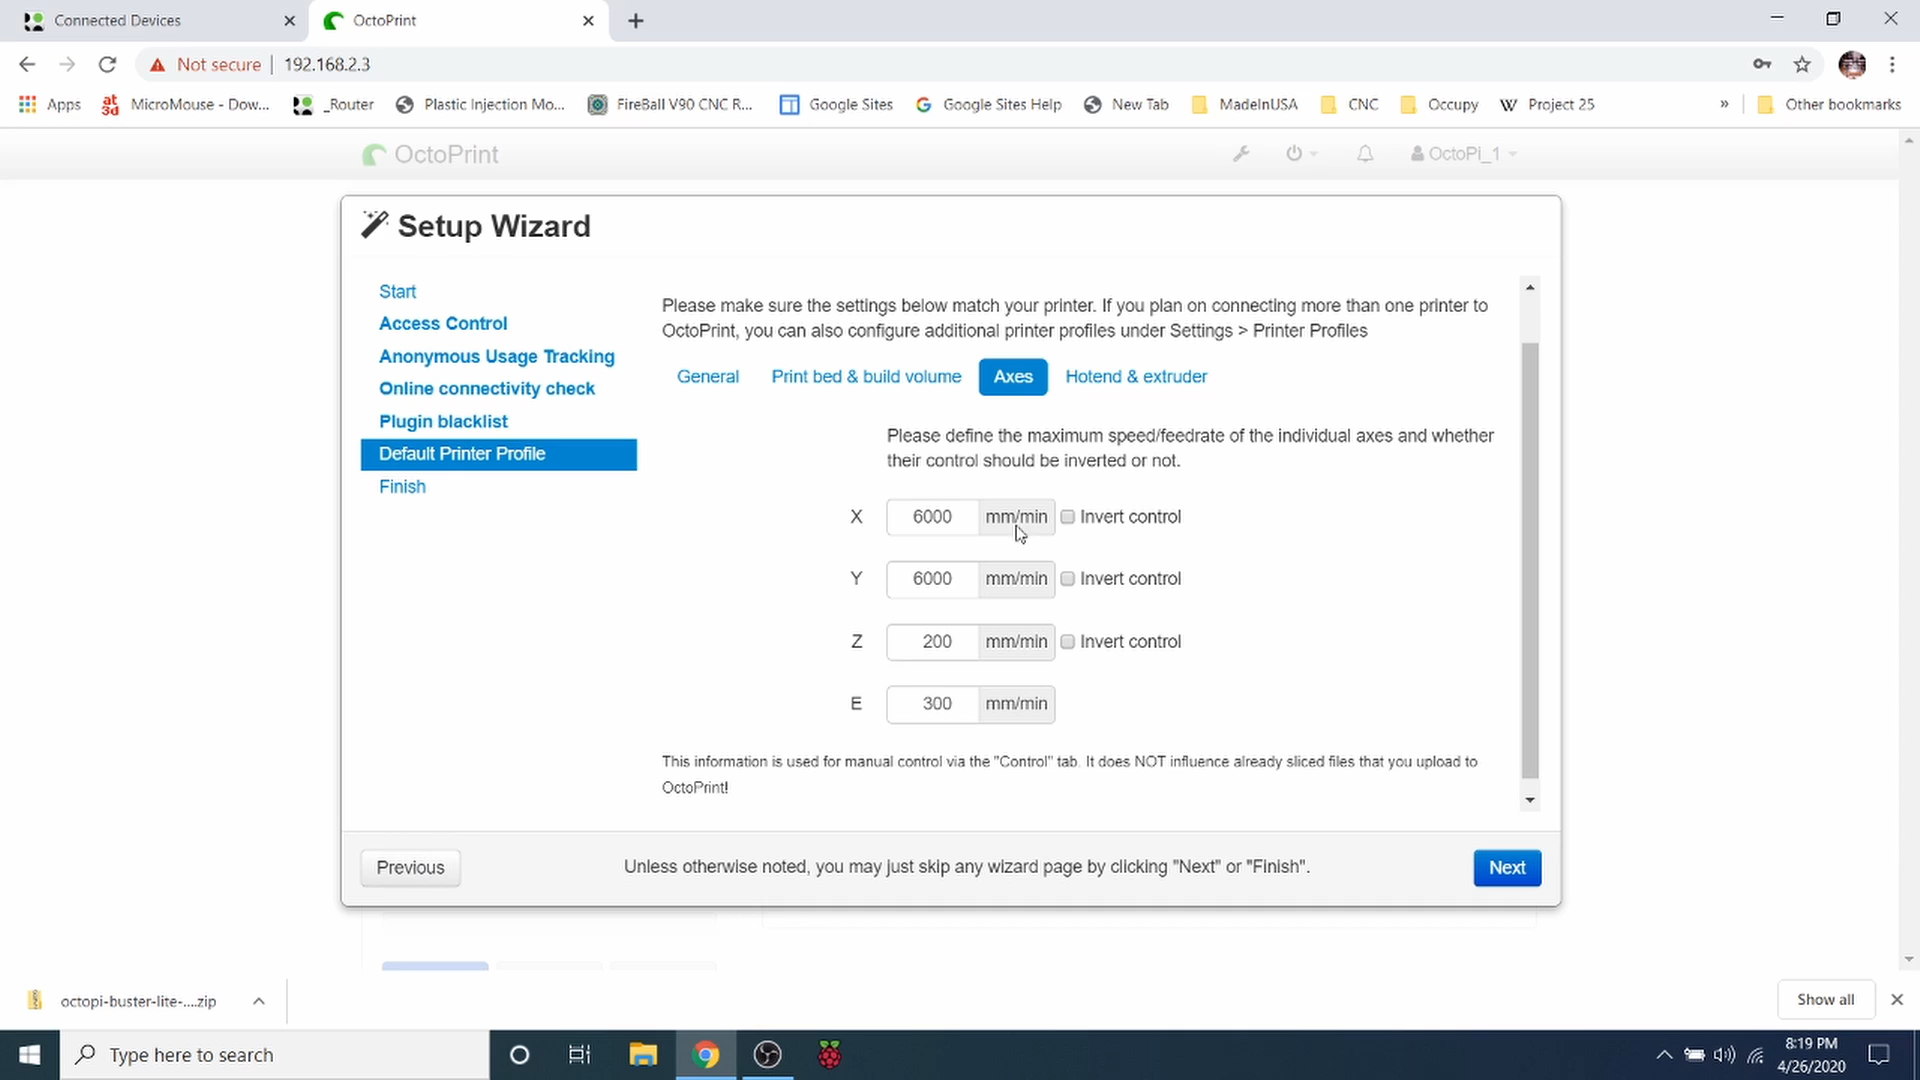 Connected Devices
OctoPrint
Not secure
192.168.2.3
Apps
at3d
MicroMouse - Dow...
_Router
Plastic Injection Mo...
FireBall V90 CNC R...
Google Sites
Google Sites Help
New Tab
MadeInUSA
CNC
Occupy
W Project 25
»
Other bookmarks
OctoPrint
OctoPi_1
Setup Wizard
Start
Access Control
Anonymous Usage Tracking
Online connectivity check
Plugin blacklist
Default Printer Profile
Finish
Please make sure the settings below match your printer. If you plan on connecting more than one printer to
OctoPrint, you can also configure additional printer profiles under Settings > Printer Profiles
General
Print bed & build volume
Axes
Hotend & extruder
Please define the maximum speed/feedrate of the individual axes and whether
their control should be inverted or not.
X 6000 mm/min Invert control
Y 6000 mm/min Invert control
Z 200 mm/min Invert control
E 300 mm/min
This information is used for manual control via the "Control" tab. It does NOT influence already sliced files that you upload to
OctoPrint!
Previous
Unless otherwise noted, you may just skip any wizard page by clicking "Next" or "Finish".
Next
octopi-buster-lite-....zip
Show all
Type here to search
8:19 PM
4/26/2020